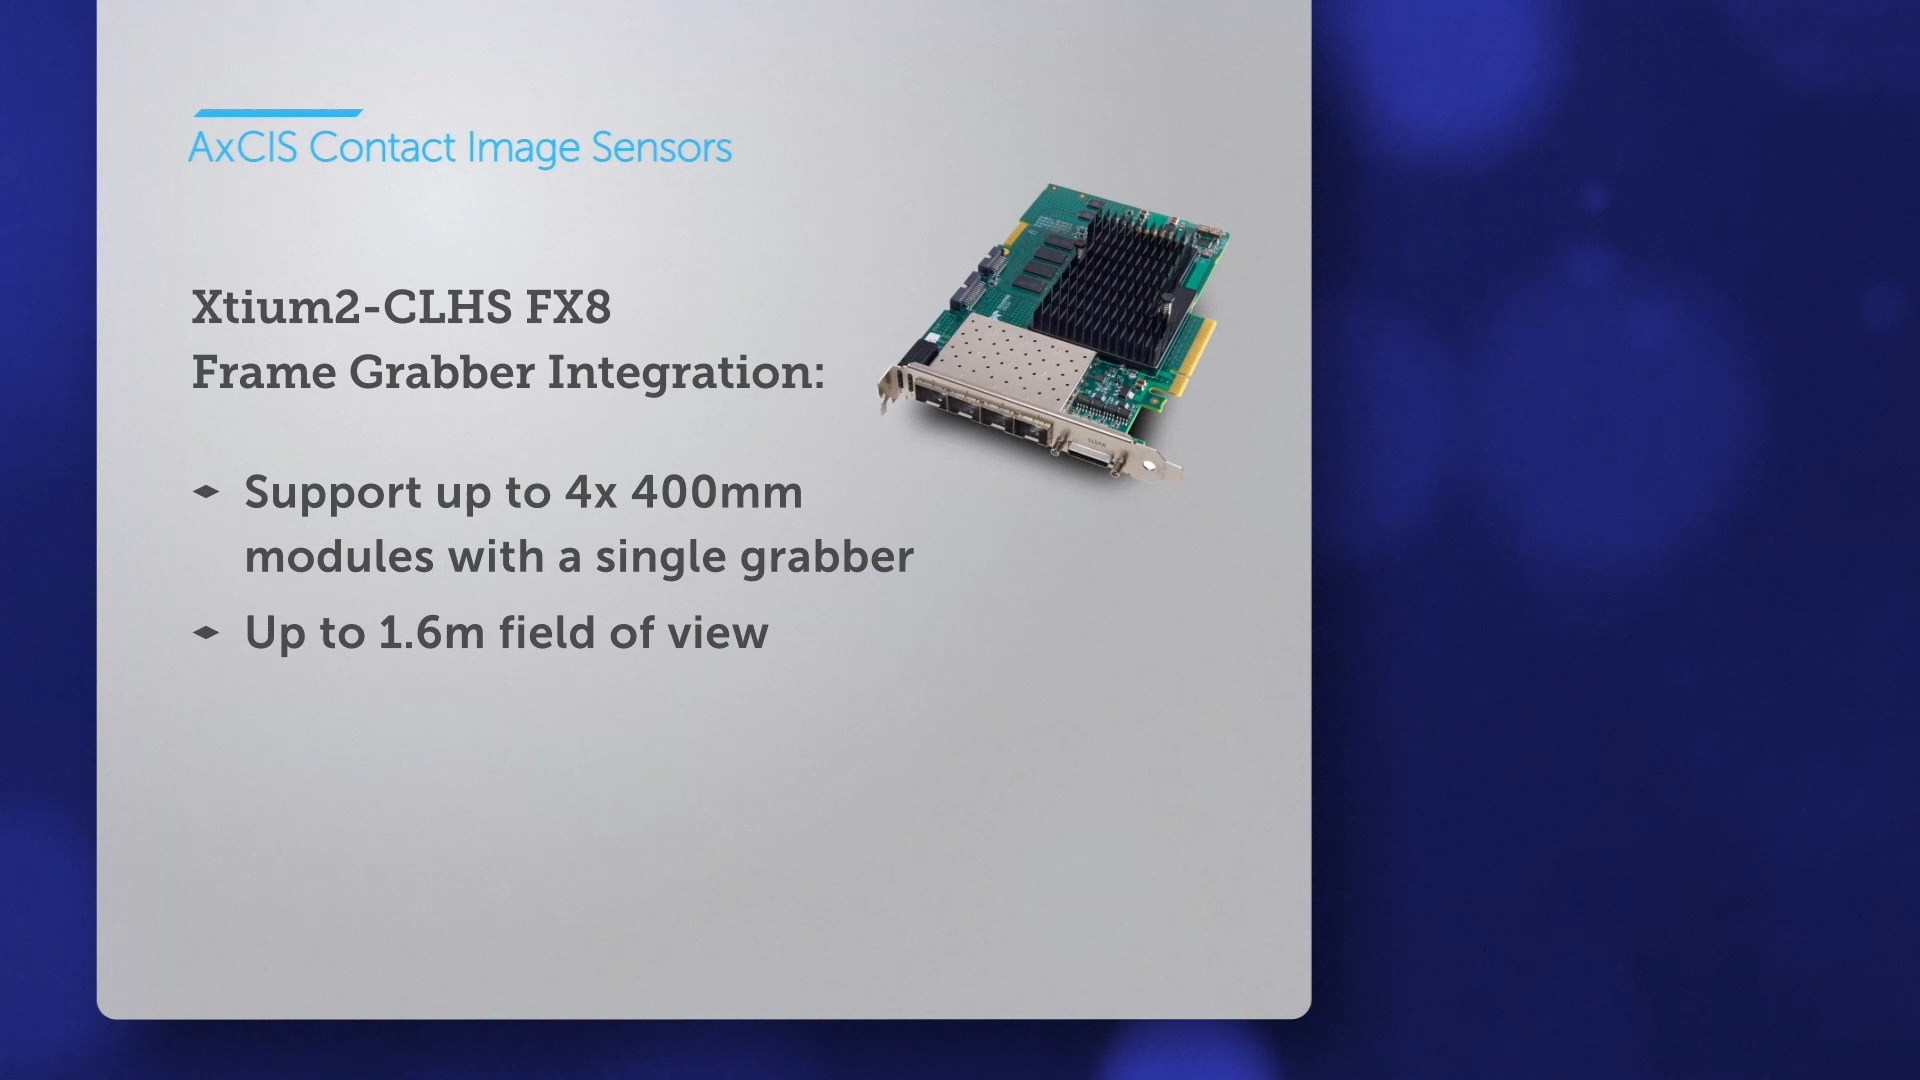 AxCIS Contact Image Sensors
Xtium2-CLHS FX8
Frame Grabber Integration:
Support up to 4x 400mm
modules with a single grabber
Up to 1.6m field of view